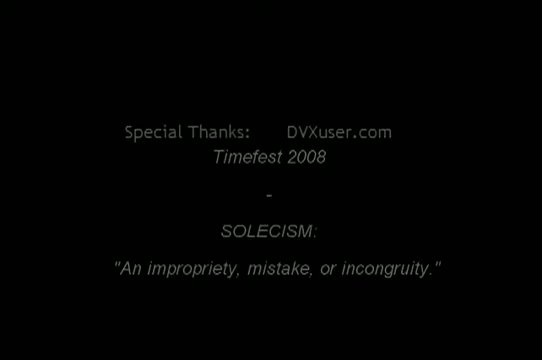 Special Thanks: DVXuser.com
Timefest 2008
-
SOLECISM:
"An impropriety, mistake, or incongruity."